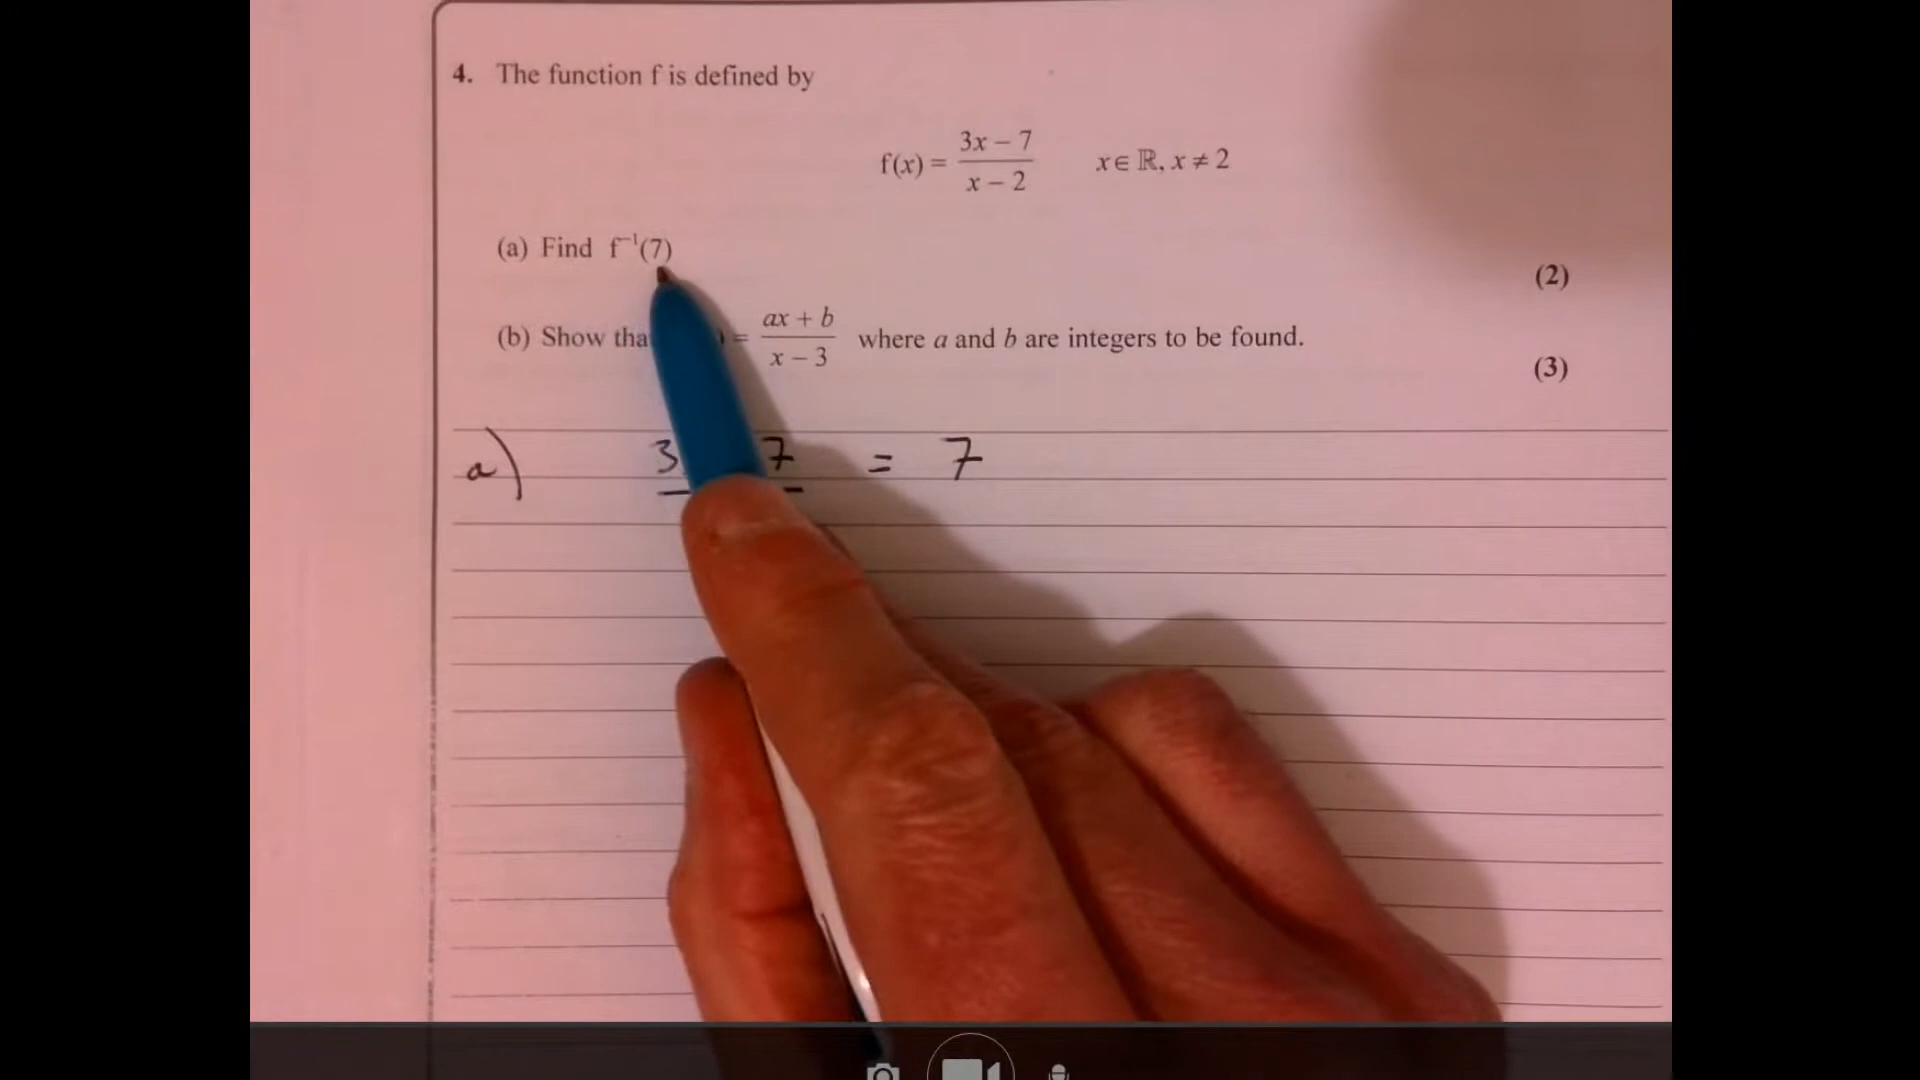 4. The function f is defined by
f(x) = 3x − 7 / x − 2    x ∈ ℝ, x ≠ 2
(a) Find f⁻¹(7)
(2)
(b) Show = ax + b / x − 3 where a and b are integers to be found.
(3)
a) 3 7 = 7